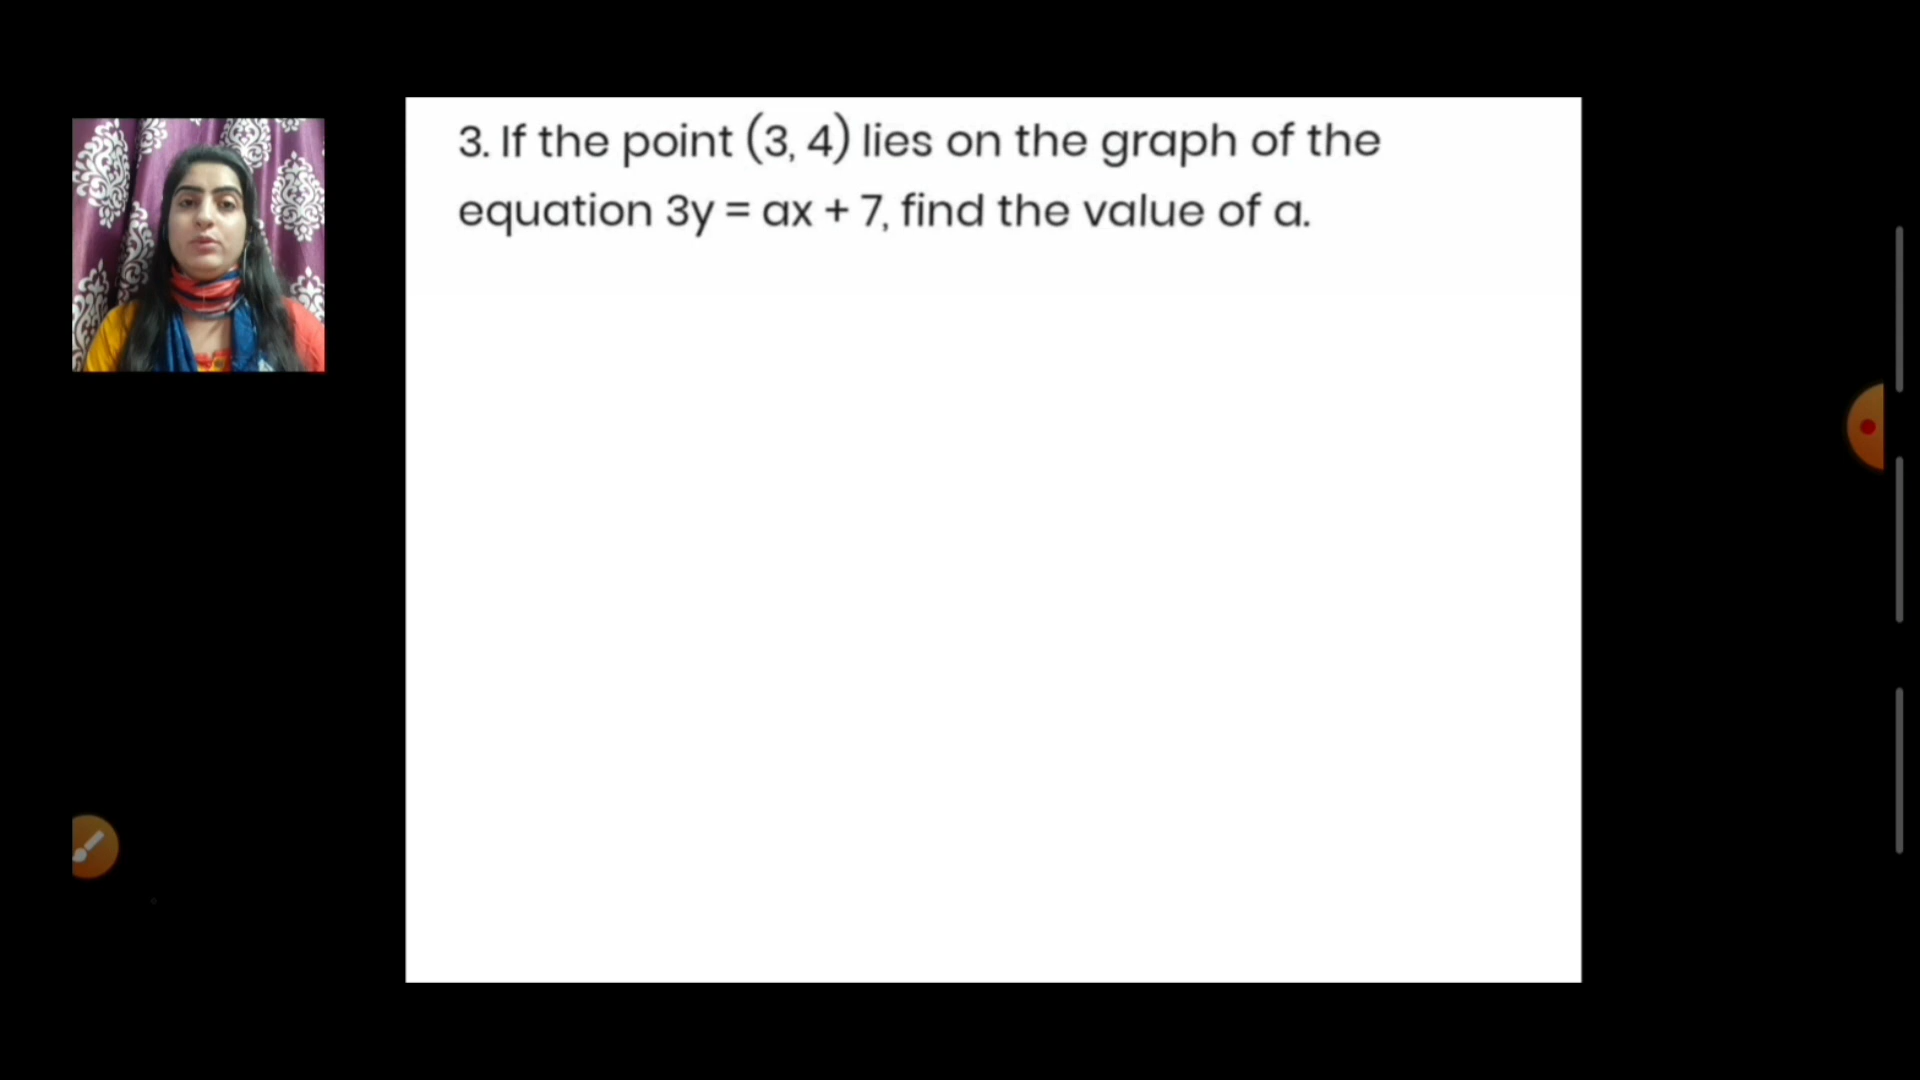 3. If the point (3, 4) lies on the graph of the
equation 3y = ax + 7, find the value of a.